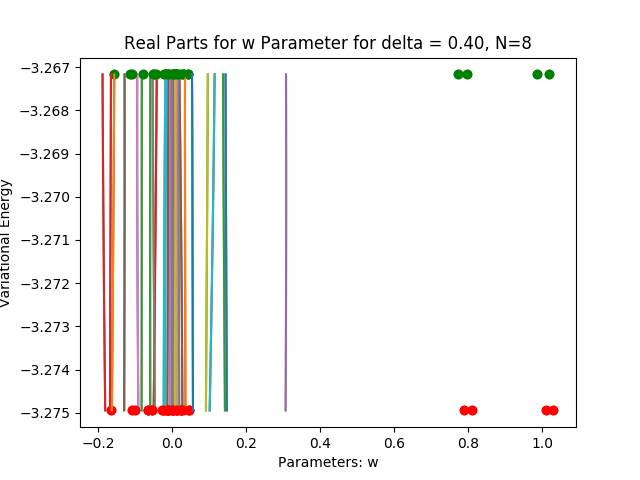 Real Parts for w Parameter for delta = 0.40, N=8
−3.267
−3.268
−3.269
−3.270
−3.271
−3.272
−3.273
−3.274
−3.275
Variational Energy
−0.2 0.0 0.2 0.4 0.6 0.8 1.0
Parameters: w